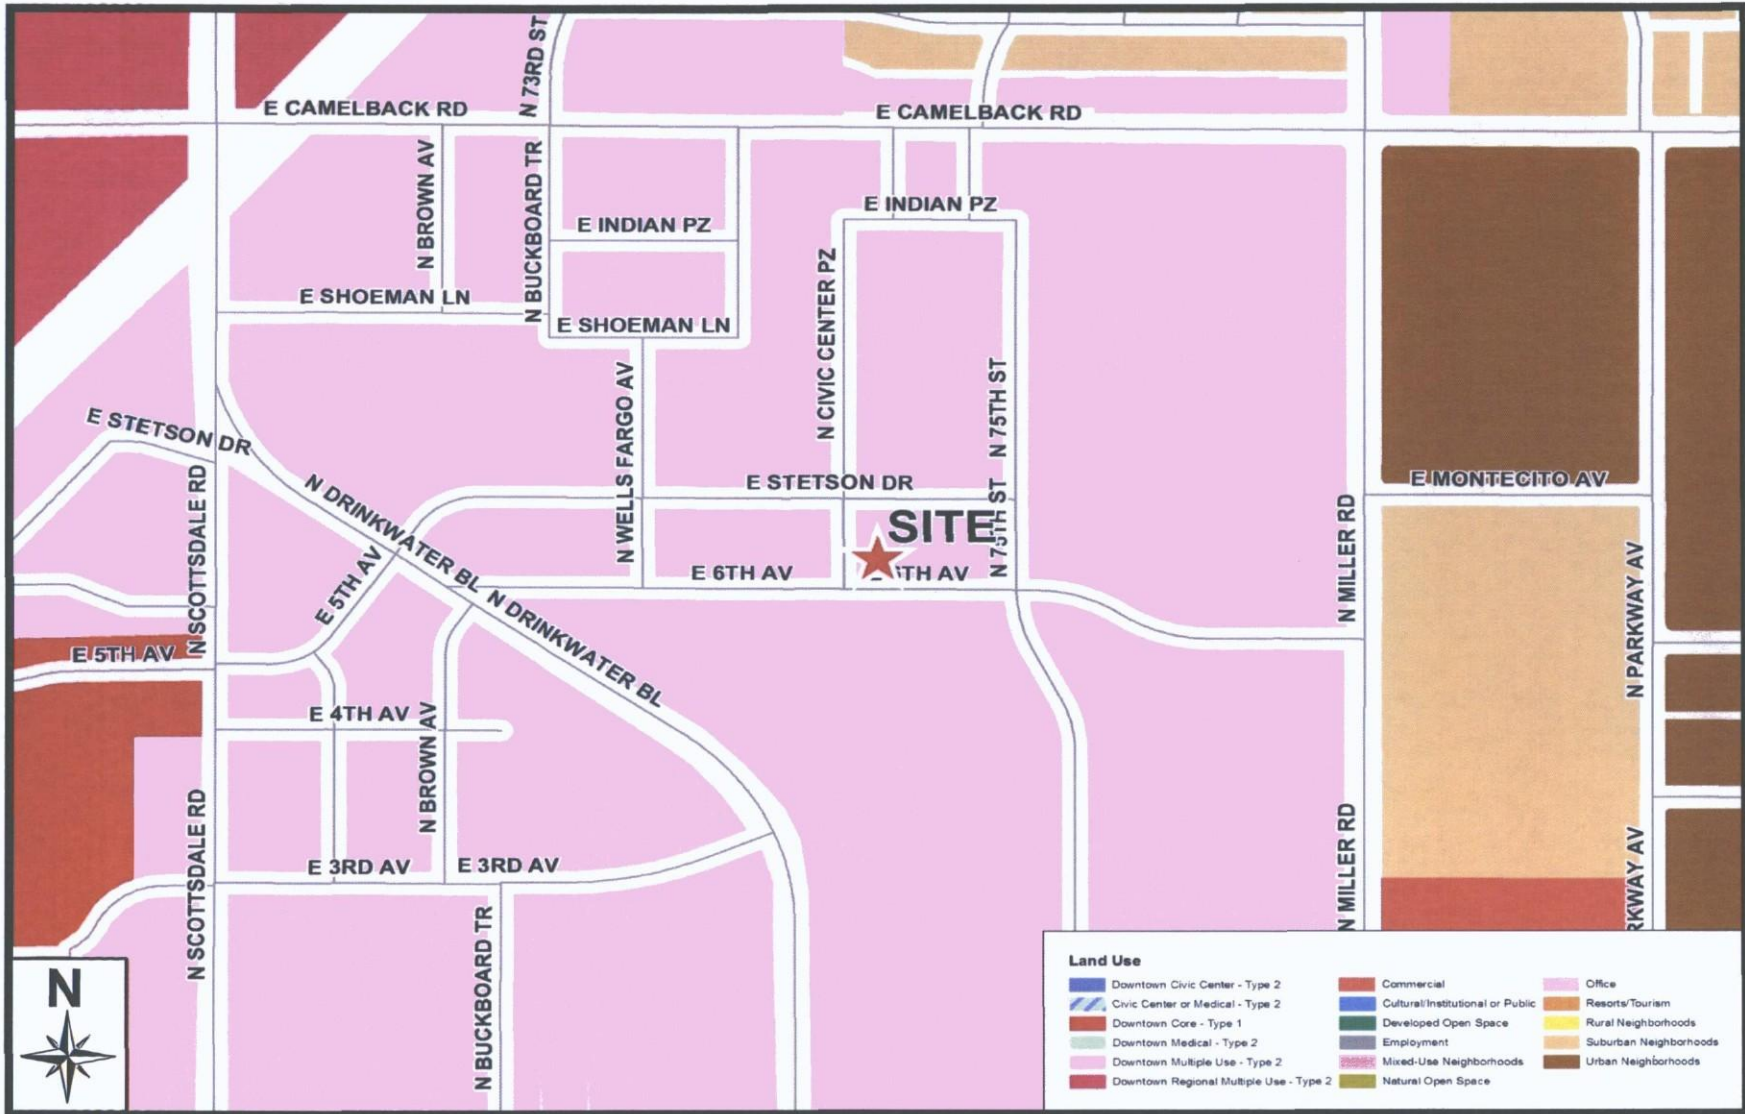 N 73RD ST
E CAMELBACK RD
E CAMELBACK RD
N BROWN AV
N BUCKBOARD TR
E INDIAN PZ
E INDIAN PZ
N CIVIC CENTER PZ
E SHOEMAN LN
E SHOEMAN LN
N WELLS FARGO AV
N 75TH ST
E STETSON DR
N SCOTTSDALE RD
N DRINKWATER BL
E STETSON DR
E MONTECITO AV
N MILLER RD
SITE
N 75TH ST
N PARKWAY AV
E 5TH AV
E 6TH AV
E 6TH AV
N DRINKWATER BL
E 5TH AV
E 4TH AV
N BROWN AV
N SCOTTSDALE RD
N MILLER RD
RKWAY AV
E 3RD AV
E 3RD AV
N BUCKBOARD TR
N
Land Use
Downtown Civic Center - Type 2
Civic Center or Medical - Type 2
Downtown Core - Type 1
Downtown Medical - Type 2
Downtown Multiple Use - Type 2
Downtown Regional Multiple Use - Type 2
Commercial
Cultural/Institutional or Public
Developed Open Space
Employment
Mixed-Use Neighborhoods
Natural Open Space
Office
Resorts/Tourism
Rural Neighborhoods
Suburban Neighborhoods
Urban Neighborhoods